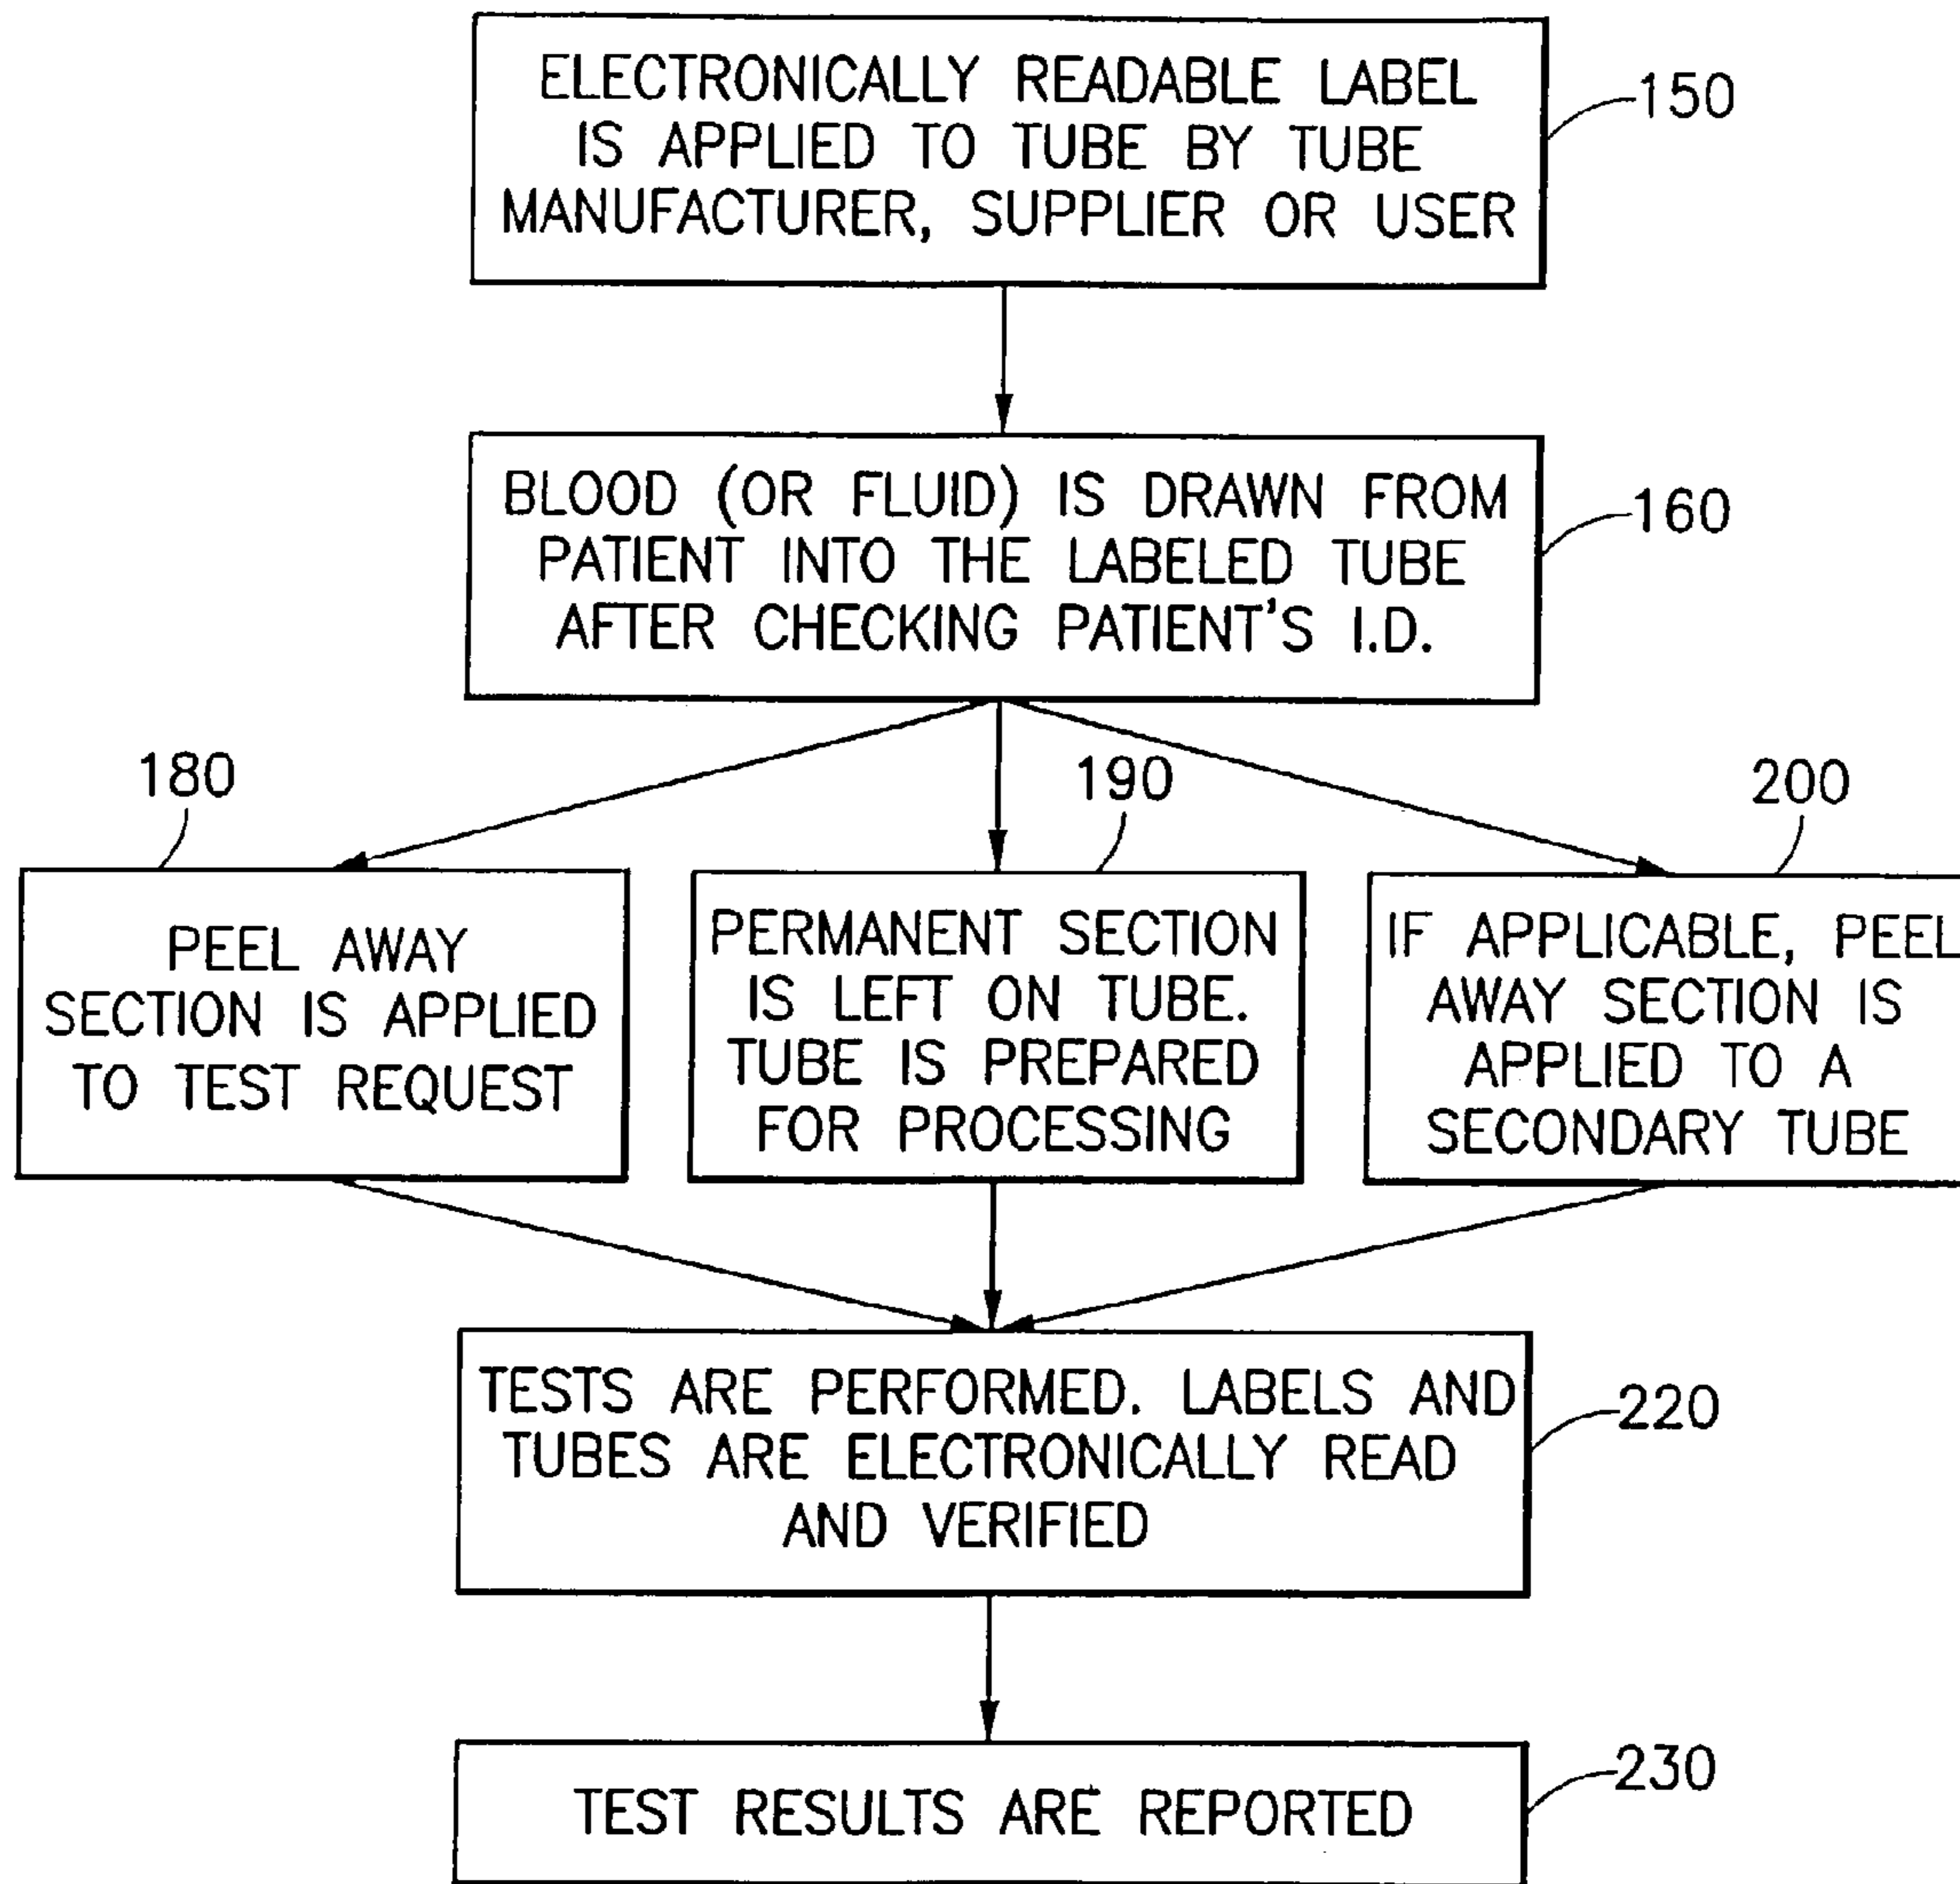 ELECTRONICALLY READABLE LABEL
IS APPLIED TO TUBE BY TUBE
MANUFACTURER, SUPPLIER OR USER
150
BLOOD (OR FLUID) IS DRAWN FROM
PATIENT INTO THE LABELED TUBE
AFTER CHECKING PATIENT'S I.D.
160
180
PEEL AWAY
SECTION IS APPLIED
TO TEST REQUEST
190
PERMANENT SECTION
IS LEFT ON TUBE.
TUBE IS PREPARED
FOR PROCESSING
200
IF APPLICABLE, PEEL
AWAY SECTION IS
APPLIED TO A
SECONDARY TUBE
TESTS ARE PERFORMED. LABELS AND
TUBES ARE ELECTRONICALLY READ
AND VERIFIED
220
TEST RESULTS ARE REPORTED
230